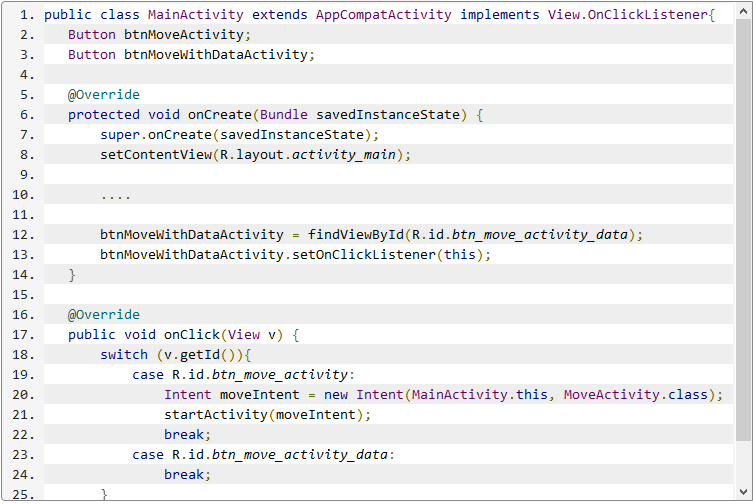 1. public class MainActivity extends AppCompatActivity implements View.OnClickListener{
2. Button btnMoveActivity;
3. Button btnMoveWithDataActivity;
4.
5. @Override
6. protected void onCreate(Bundle savedInstanceState) {
7. super.onCreate(savedInstanceState);
8. setContentView(R.layout.activity_main);
9.
10. ....
11.
12. btnMoveWithDataActivity = findViewById(R.id.btn_move_activity_data);
13. btnMoveWithDataActivity.setOnClickListener(this);
14. }
15.
16. @Override
17. public void onClick(View v) {
18. switch (v.getId()){
19. case R.id.btn_move_activity:
20. Intent moveIntent = new Intent(MainActivity.this, MoveActivity.class);
21. startActivity(moveIntent);
22. break;
23. case R.id.btn_move_activity_data:
24. break;
25. }